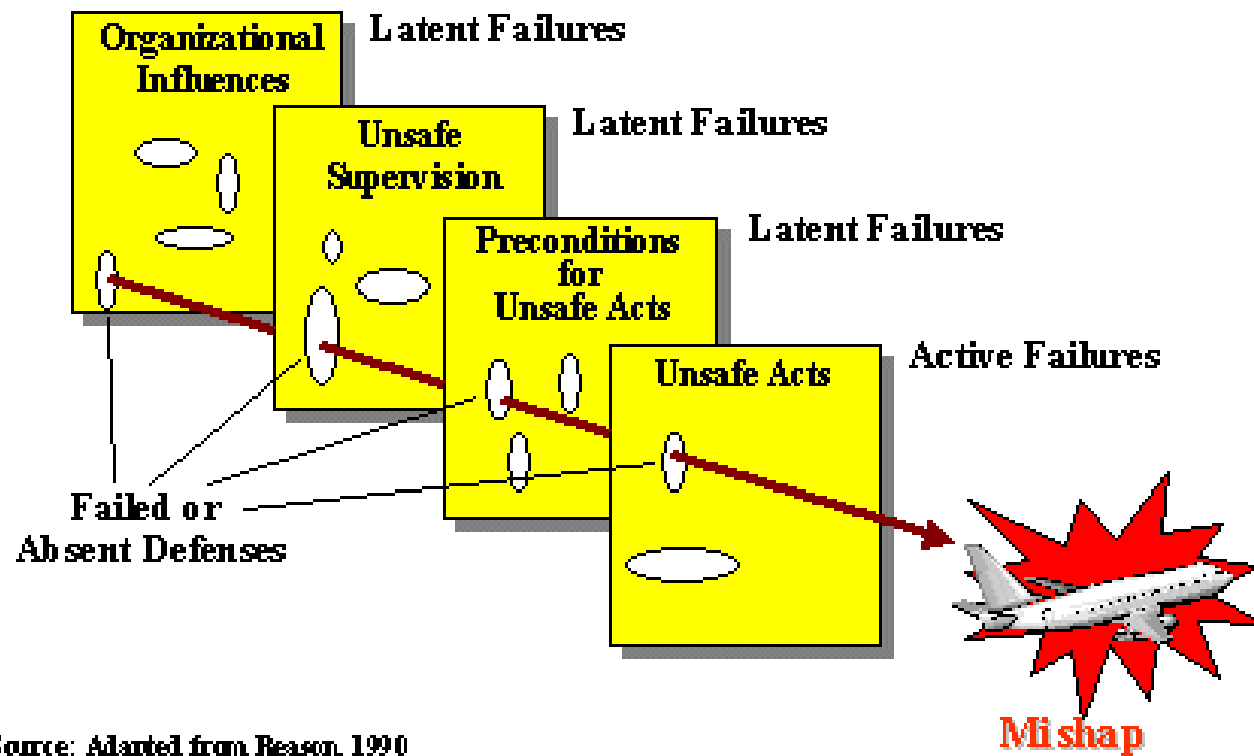 Organizational
Influences
Latent Failures
Unsafe
Supervision
Latent Failures
Preconditions
for
Unsafe Acts
Latent Failures
Unsafe Acts
Active Failures
Failed or
Absent Defenses
Mishap
Source: Adapted from Reason, 1990